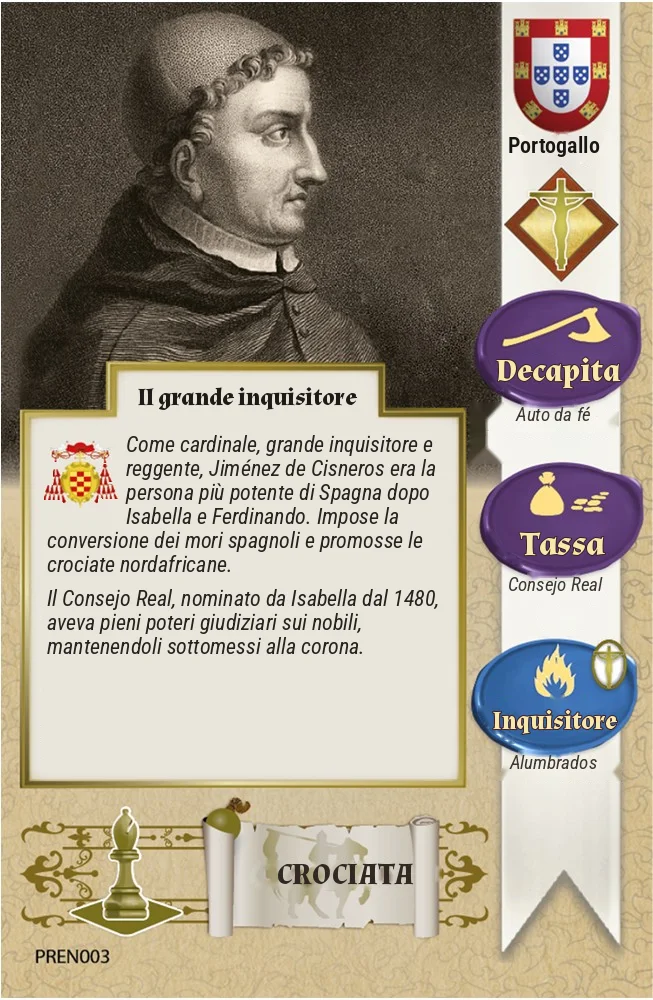 Portogallo
Decapita
Auto da fé
Tassa
Consejo Real
Inquisitore
Alumbrados
Il grande inquisitore
Come cardinale, grande inquisitore e
reggente, Jiménez de Cisneros era la
persona più potente di Spagna dopo
Isabella e Ferdinando. Impose la
conversione dei mori spagnoli e promosse le
crociate nordafricane.
Il Consejo Real, nominato da Isabella dal 1480,
aveva pieni poteri giudiziari sui nobili,
mantenendoli sottomessi alla corona.
CROCIATA
PREN003